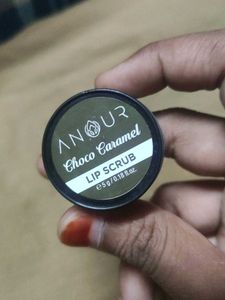 ANOUR
Choco Caramel
LIP SCRUB
℮ 5 g / 0.18 fl.oz.